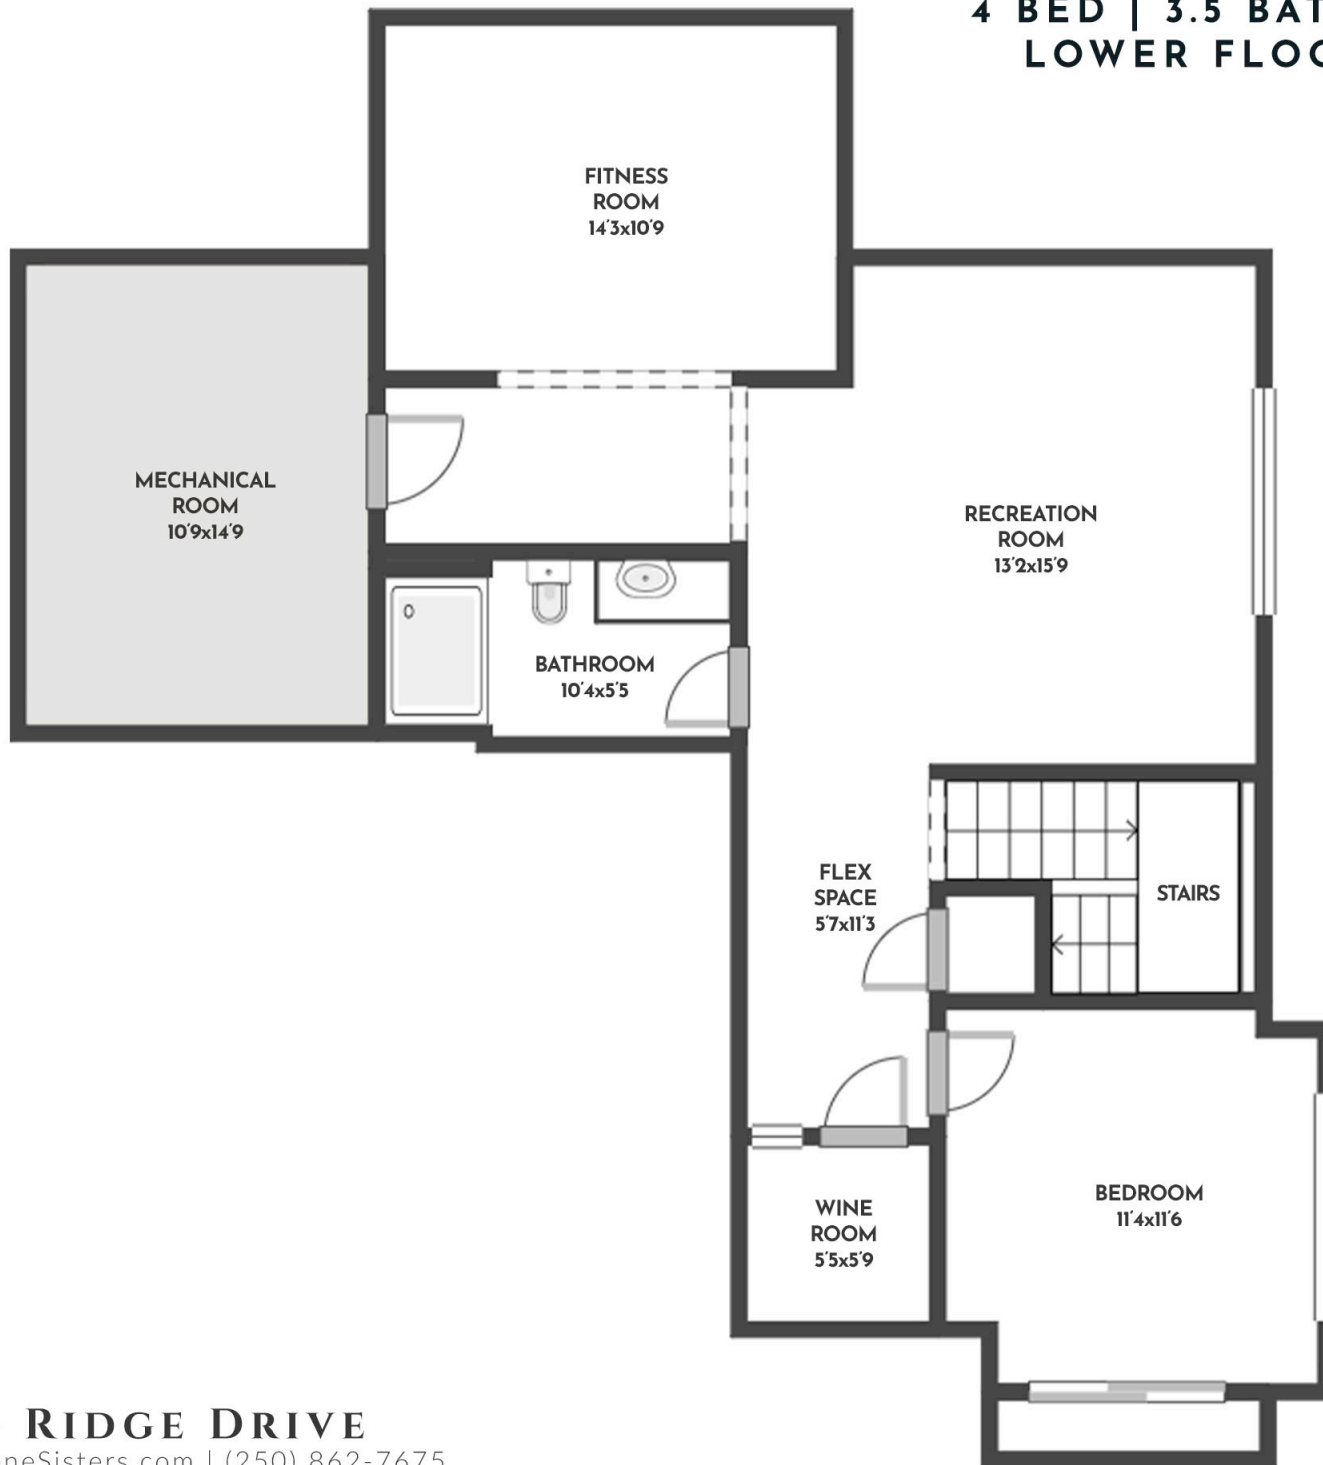 4 BED | 3.5
LOWER
FITNESS
ROOM
14'3x10'9
MECHANICAL
ROOM
10'9x14'9
RECREATION
ROOM
13'2x15'9
BATHROOM
10'4x5'5
FLEX
SPACE
5'7x11'3
STAIRS
BEDROOM
11'4x11'6
WINE
ROOM
5'5x5'9
RIDGE DRIVE
neSisters.com | (250) 862-7675